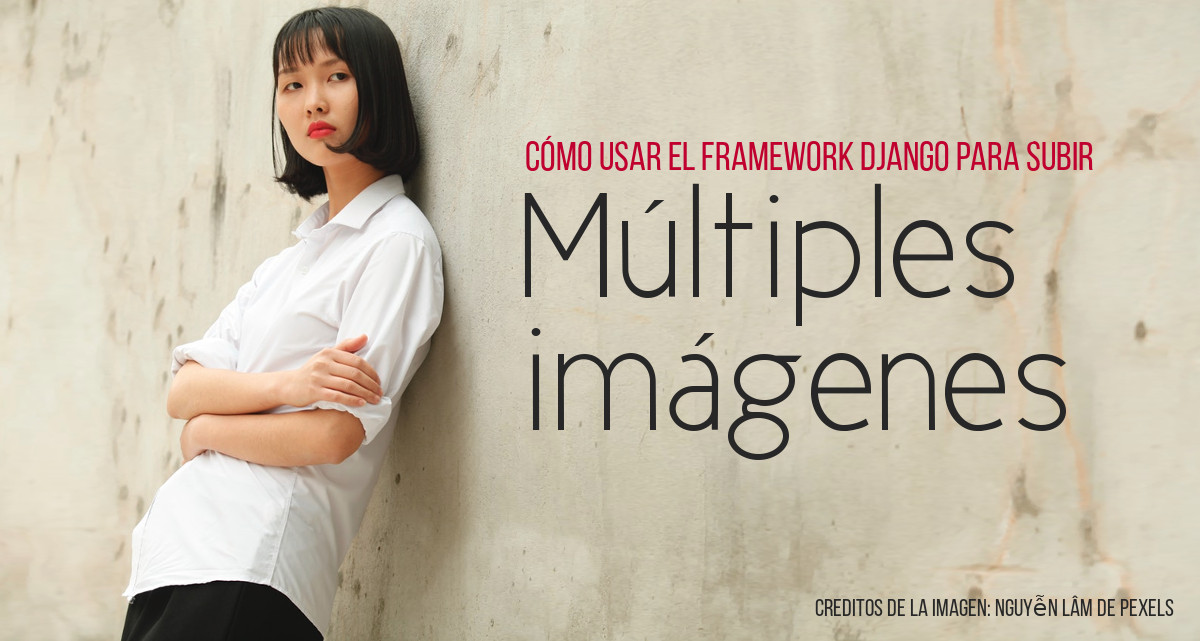 CÓMO USAR EL FRAMEWORK DJANGO PARA SUBIR
Múltiples
imágenes
CREDITOS DE LA IMAGEN: NGUYỄN LÂM DE PEXELS